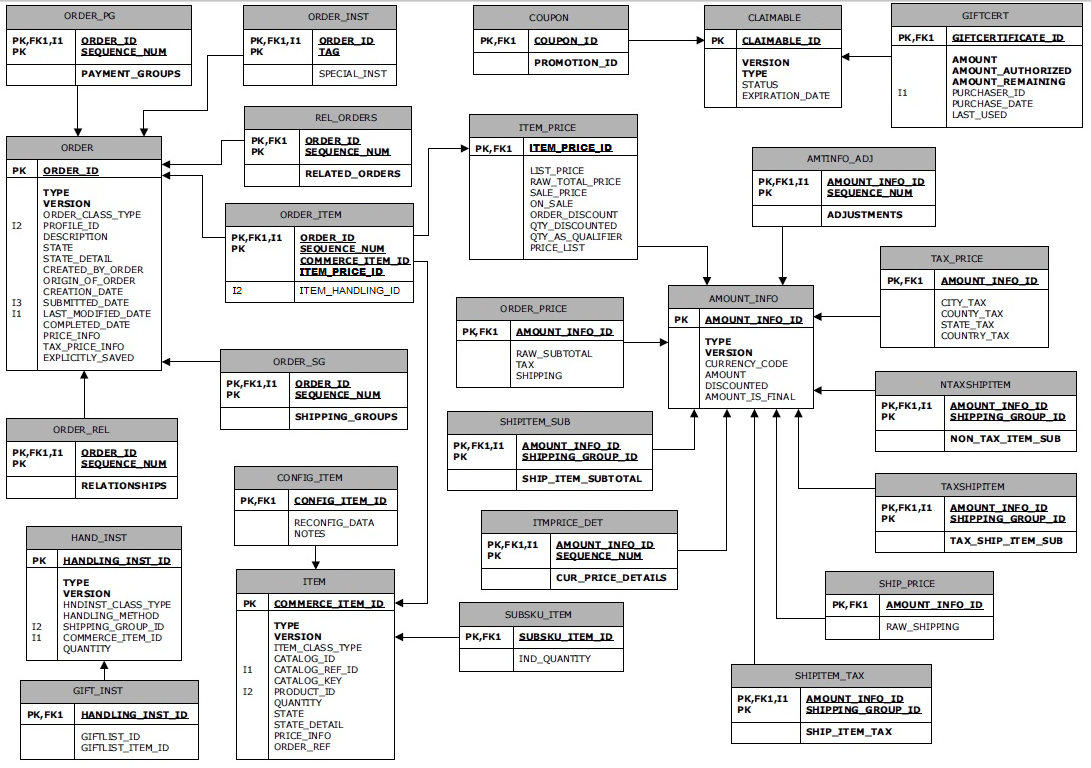 ORDER_PG
PK,FK1,I1 ORDER_ID
PK SEQUENCE_NUM
PAYMENT_GROUPS
ORDER_INST
PK,FK1,I1 ORDER_ID
PK TAG
SPECIAL_INST
COUPON
PK,FK1 COUPON_ID
PROMOTION_ID
CLAIMABLE
PK CLAIMABLE_ID
VERSION
TYPE
STATUS
EXPIRATION_DATE
GIFTCERT
PK,FK1 GIFTCERTIFICATE_ID
AMOUNT
AMOUNT_AUTHORIZED
AMOUNT_REMAINING
I1 PURCHASER_ID
PURCHASE_DATE
LAST_USED
REL_ORDERS
PK,FK1 ORDER_ID
PK SEQUENCE_NUM
RELATED_ORDERS
ORDER
PK ORDER_ID
TYPE
VERSION
ORDER_CLASS_TYPE
I2 PROFILE_ID
DESCRIPTION
STATE
STATE_DETAIL
CREATED_BY_ORDER
ORIGIN_OF_ORDER
CREATION_DATE
I3 SUBMITTED_DATE
I1 LAST_MODIFIED_DATE
COMPLETED_DATE
PRICE_INFO
TAX_PRICE_INFO
EXPLICITLY_SAVED
ORDER_ITEM
PK,FK1,I1 ORDER_ID
PK SEQUENCE_NUM
COMMERCE_ITEM_ID
ITEM_PRICE_ID
I2 ITEM_HANDLING_ID
ITEM_PRICE
PK,FK1 ITEM_PRICE_ID
LIST_PRICE
RAW_TOTAL_PRICE
SALE_PRICE
ON_SALE
ORDER_DISCOUNT
QTY_DISCOUNTED
QTY_AS_QUALIFIER
PRICE_LIST
AMTINFO_ADJ
PK,FK1,I1 AMOUNT_INFO_ID
PK SEQUENCE_NUM
ADJUSTMENTS
TAX_PRICE
PK,FK1 AMOUNT_INFO_ID
CITY_TAX
COUNTY_TAX
STATE_TAX
COUNTRY_TAX
ORDER_PRICE
PK,FK1 AMOUNT_INFO_ID
RAW_SUBTOTAL
TAX
SHIPPING
AMOUNT_INFO
PK AMOUNT_INFO_ID
TYPE
VERSION
CURRENCY_CODE
AMOUNT
DISCOUNTED
AMOUNT_IS_FINAL
ORDER_SG
PK,FK1,I1 ORDER_ID
PK SEQUENCE_NUM
SHIPPING_GROUPS
NTAXSHIPITEM
PK,FK1,I1 AMOUNT_INFO_ID
PK SHIPPING_GROUP_ID
NON_TAX_ITEM_SUB
ORDER_REL
PK,FK1,I1 ORDER_ID
PK SEQUENCE_NUM
RELATIONSHIPS
SHIPITEM_SUB
PK,FK1,I1 AMOUNT_INFO_ID
PK SHIPPING_GROUP_ID
SHIP_ITEM_SUBTOTAL
CONFIG_ITEM
PK,FK1 CONFIG_ITEM_ID
RECONFIG_DATA
NOTES
TAXSHIPITEM
PK,FK1,I1 AMOUNT_INFO_ID
PK SHIPPING_GROUP_ID
TAX_SHIP_ITEM_SUB
ITMPRICE_DET
PK,FK1,I1 AMOUNT_INFO_ID
PK SEQUENCE_NUM
CUR_PRICE_DETAILS
HAND_INST
PK HANDLING_INST_ID
TYPE
VERSION
HNDINST_CLASS_TYPE
HANDLING_METHOD
I2 SHIPPING_GROUP_ID
I1 COMMERCE_ITEM_ID
QUANTITY
ITEM
PK COMMERCE_ITEM_ID
TYPE
VERSION
ITEM_CLASS_TYPE
CATALOG_ID
I1 CATALOG_REF_ID
CATALOG_KEY
I2 PRODUCT_ID
QUANTITY
STATE
STATE_DETAIL
PRICE_INFO
ORDER_REF
SUBSKU_ITEM
PK,FK1 SUBSKU_ITEM_ID
IND_QUANTITY
SHIP_PRICE
PK,FK1 AMOUNT_INFO_ID
RAW_SHIPPING
GIFT_INST
PK,FK1 HANDLING_INST_ID
GIFTLIST_ID
GIFTLIST_ITEM_ID
SHIPITEM_TAX
PK,FK1,I1 AMOUNT_INFO_ID
PK SHIPPING_GROUP_ID
SHIP_ITEM_TAX